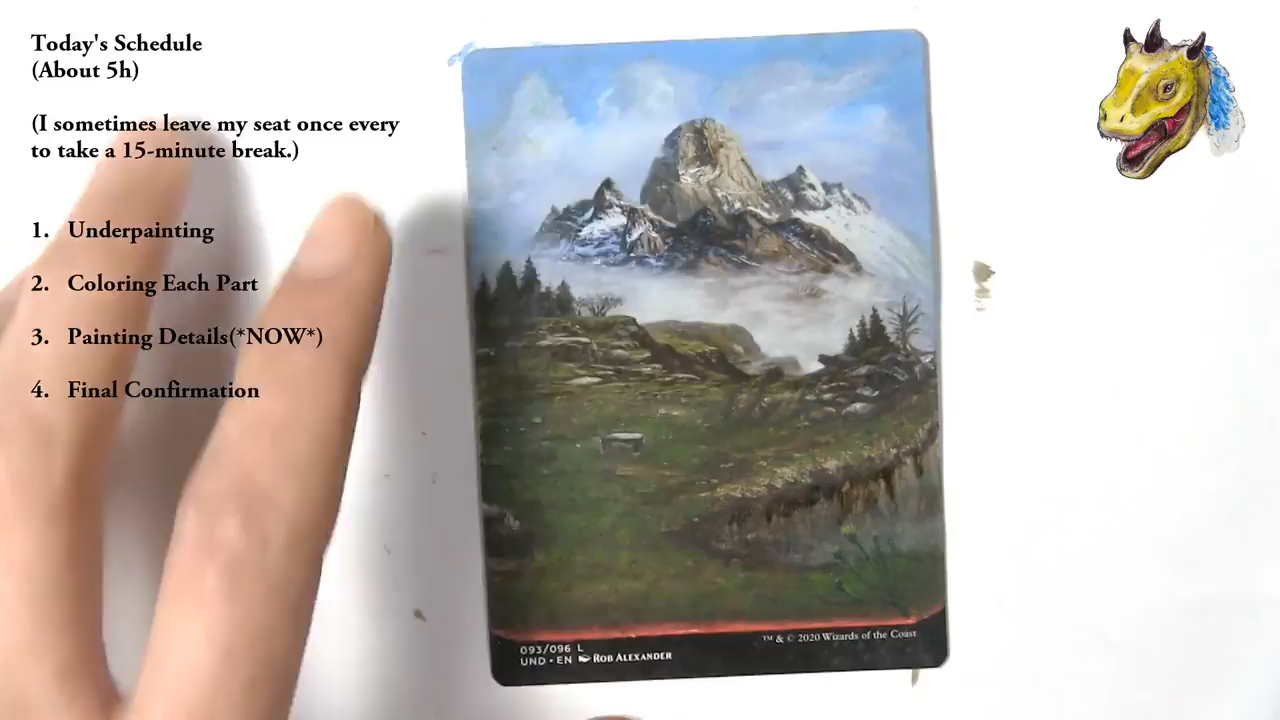 Today's Schedule
(About 5h)
(I sometimes leave my seat once every
to take a 15-minute break.)
1. Underpainting
2. Coloring Each Part
3. Painting Details(*NOW*)
4. Final Confirmation
093/096 L
UND • EN ROB ALEXANDER
™ & © 2020 Wizards of the Coast